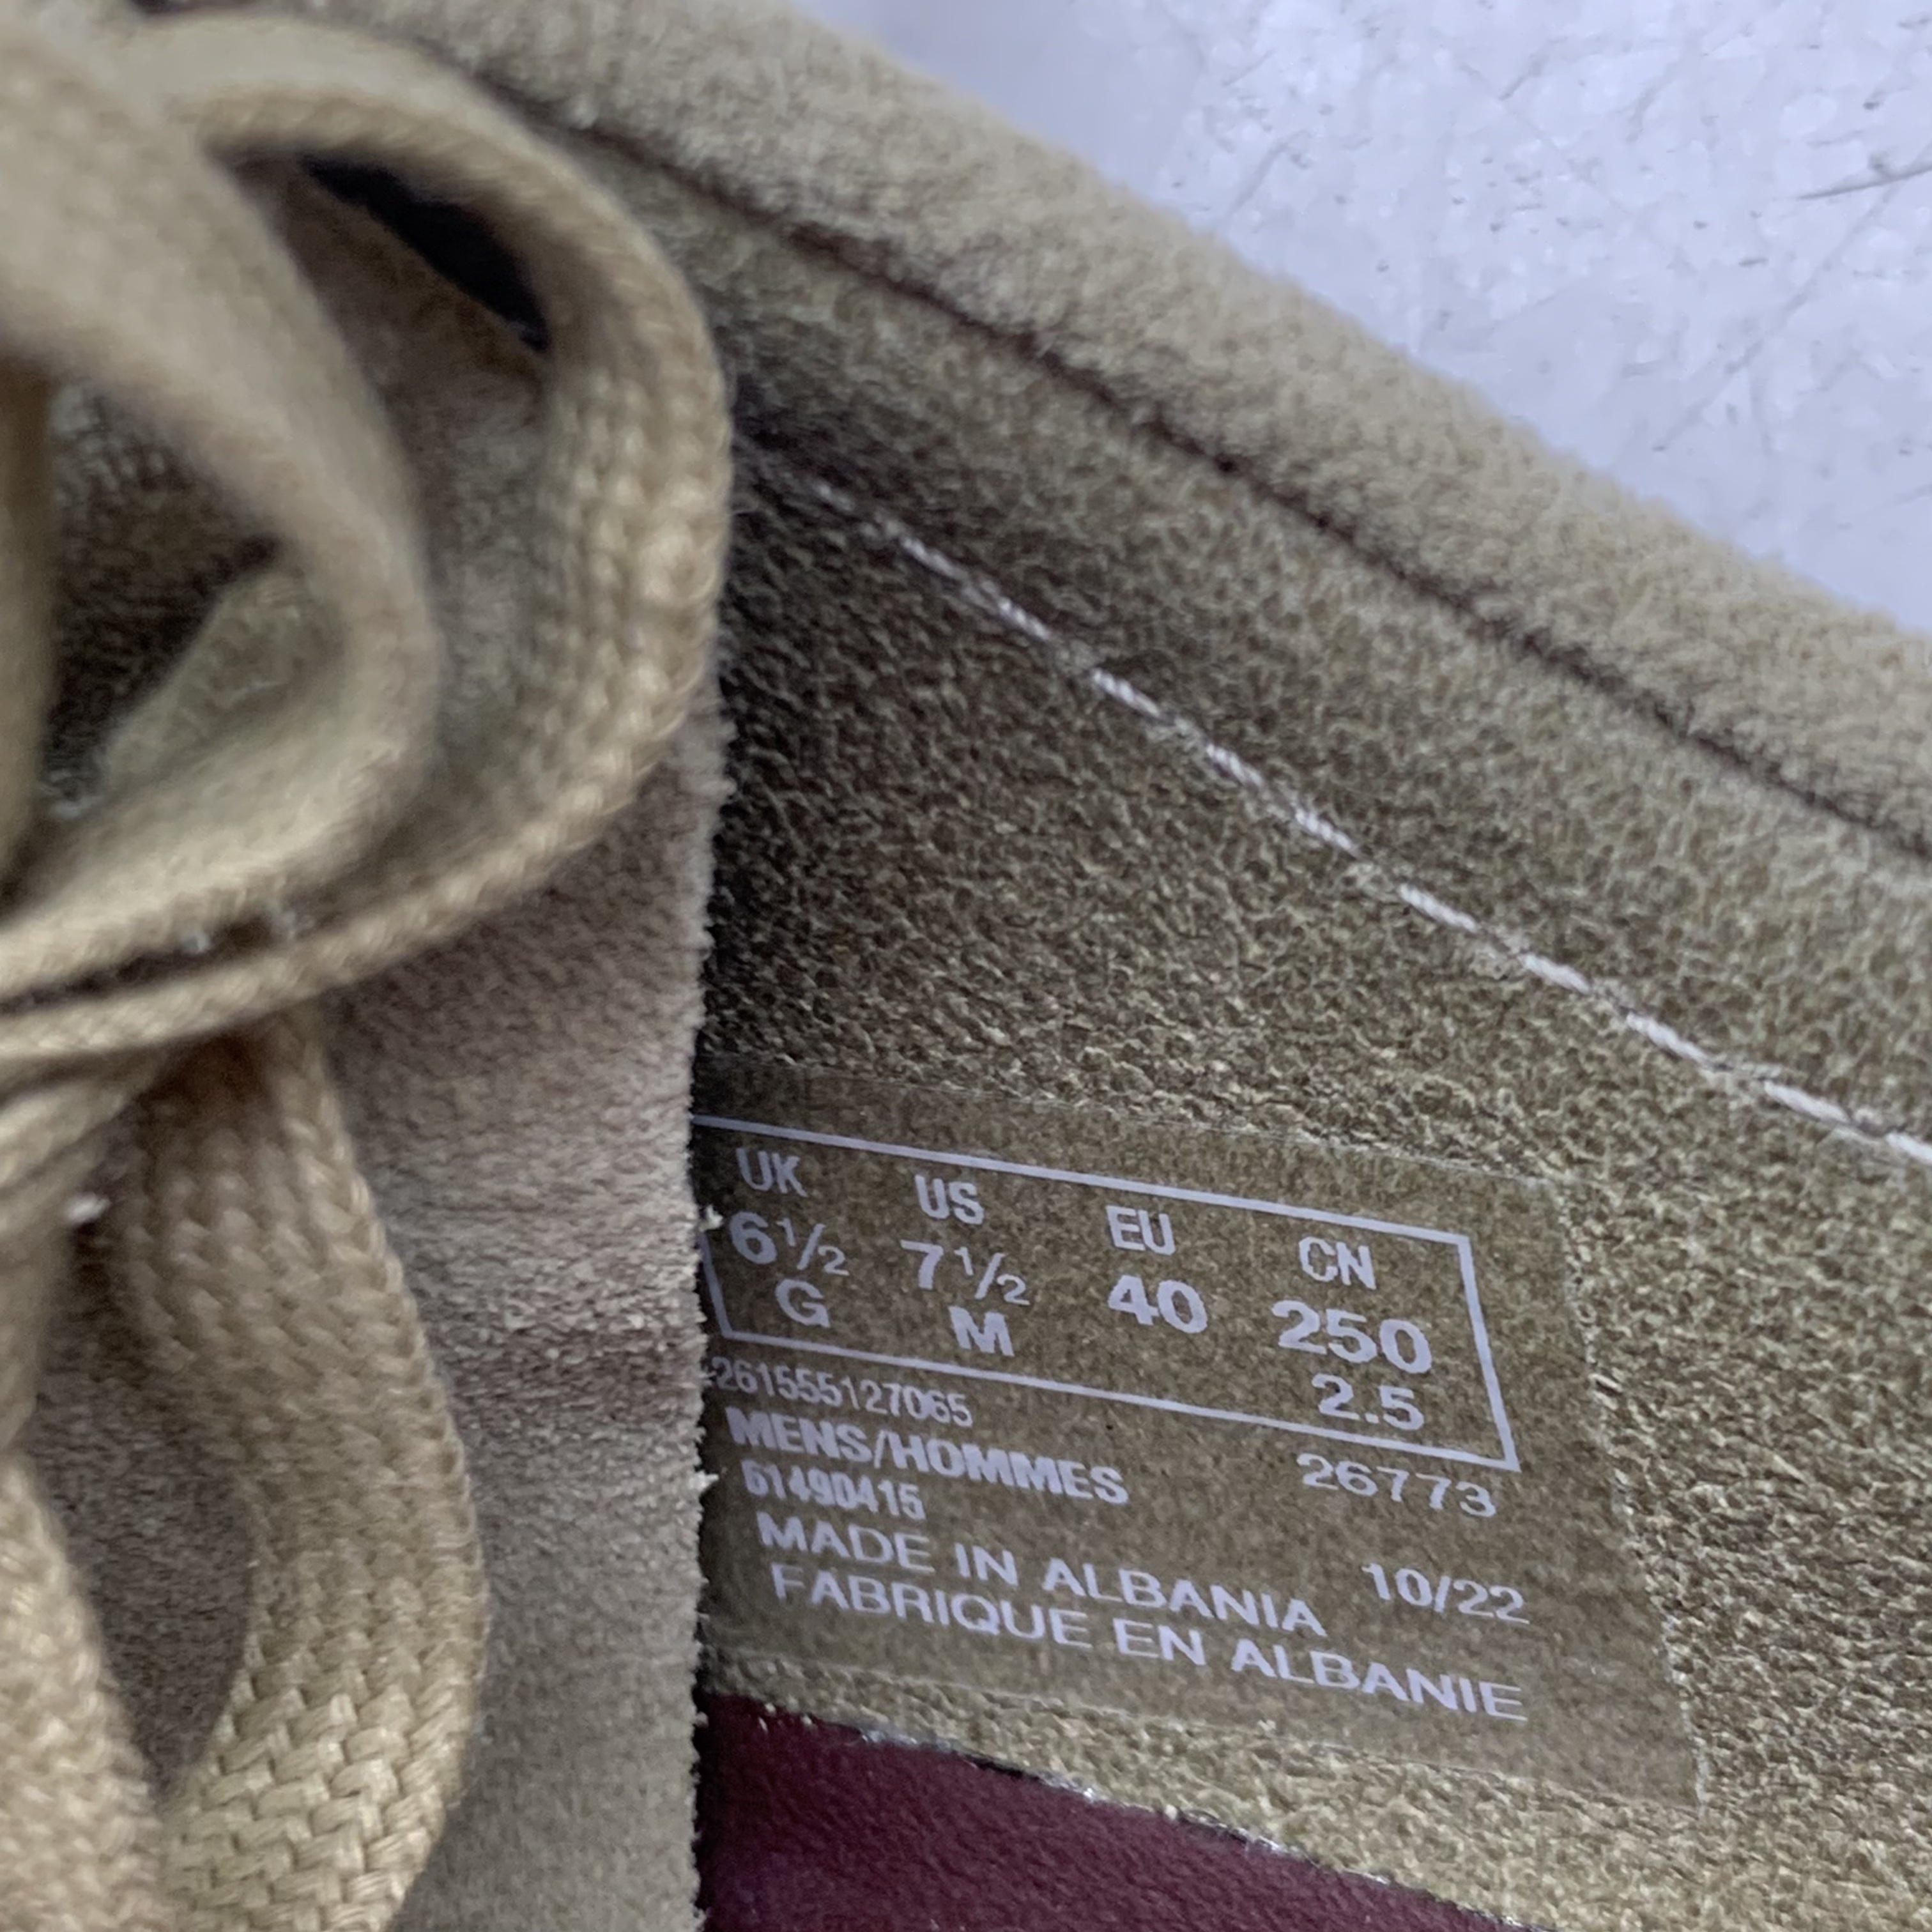 UK US EU CN
6½ 7½ 40 250
G M 2.5
261555127065
MENS/HOMMES 26773
61490415
MADE IN ALBANIA 10/22
FABRIQUE EN ALBANIE